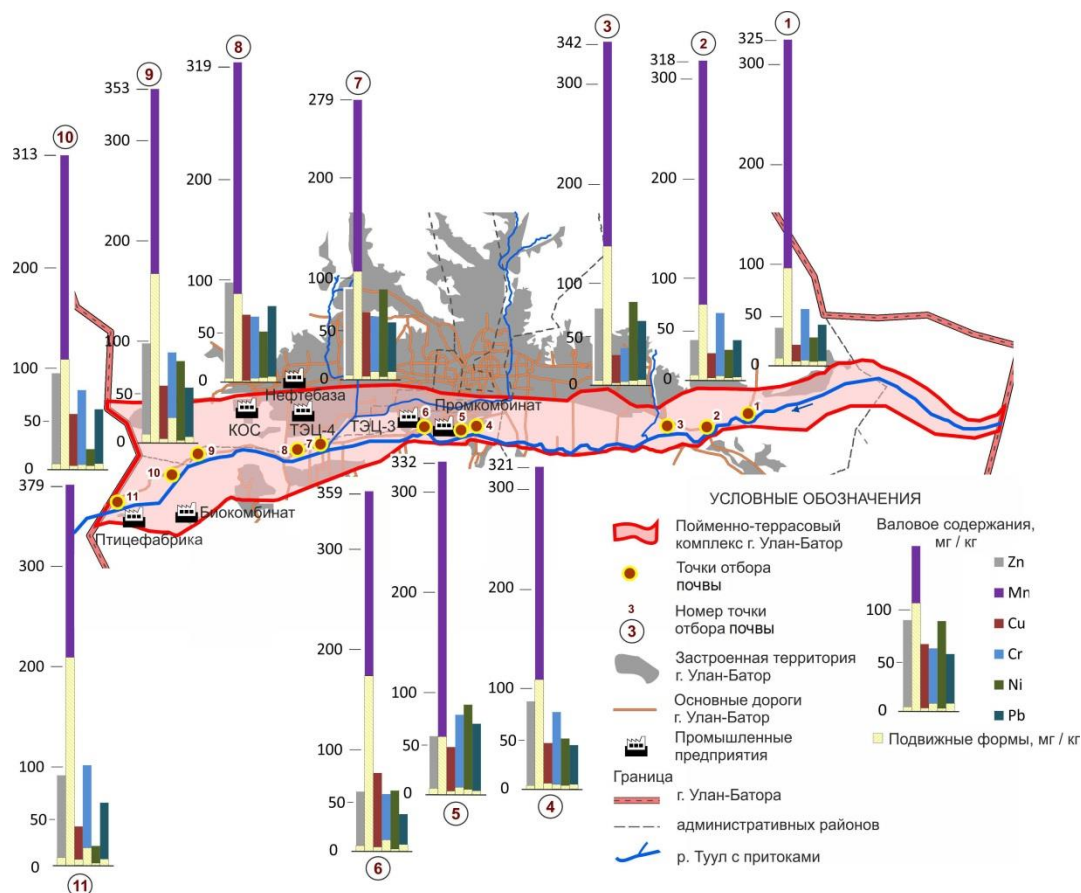 1
325
300
200
100
50
0
2
318
300
200
100
50
0
3
342
300
200
100
50
0
7
279
200
100
50
0
8
319
200
100
50
0
9
353
300
200
100
50
0
10
313
200
100
50
0
Нефтебаза
КОС
ТЭЦ-4
ТЭЦ-3
Промкомбинат
Биокомбинат
Птицефабрика
1
2
3
4
5
6
7
8
9
10
11
379
300
200
100
50
0
11
359
300
200
100
50
0
6
332
300
200
100
50
0
5
321
300
200
100
50
0
4
УСЛОВНЫЕ ОБОЗНАЧЕНИЯ
Пойменно-террасовый
комплекс г. Улан-Батор
Точки отбора
почвы
3
3
Номер точки
отбора почвы
Застроенная территория
г. Улан-Батор
Основные дороги
г. Улан-Батор
Промышленные
предприятия
Граница
г. Улан-Батора
административных районов
р. Туул с притоками
Валовое содержания,
мг / кг
100
50
0
Zn
Mn
Cu
Cr
Ni
Pb
Подвижные формы, мг / кг